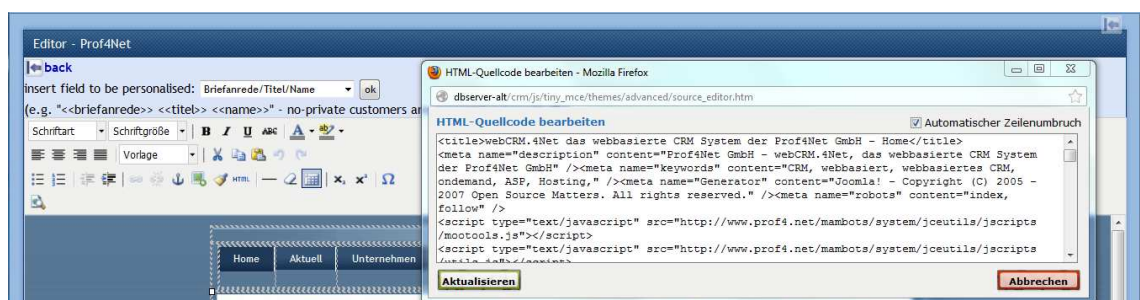 Editor - Prof4Net
back
insert field to be personalised: Briefanrede/Titel/Name ok
(e.g. "<<briefanrede>> <<titel>> <<name>>" - no-private customers ar
Schriftart Schriftgröße B I U ABC A ab
Vorlage
HTML x, x² Ω
Home Aktuell Unternehmen
HTML-Quellcode bearbeiten - Mozilla Firefox
dbserver-alt/crm/js/tiny_mce/themes/advanced/source_editor.htm
HTML-Quellcode bearbeiten Automatischer Zeilenumbruch
<title>webCRM.4Net das webbasierte CRM System der Prof4Net GmbH - Home</title>
<meta name="description" content="Prof4Net GmbH - webCRM.4Net, das webbasierte CRM System
der Prof4Net GmbH" /><meta name="keywords" content="CRM, webbasiert, webbasiertes CRM,
ondemand, ASP, Hosting," /><meta name="Generator" content="Joomla! - Copyright (C) 2005 -
2007 Open Source Matters. All rights reserved." /><meta name="robots" content="index,
follow" />
<script type="text/javascript" src="http://www.prof4.net/mambots/system/jceutils/jscripts
/mootools.js"></script>
<script type="text/javascript" src="http://www.prof4.net/mambots/system/jceutils/jscripts
/utils.js"></script>
Aktualisieren Abbrechen